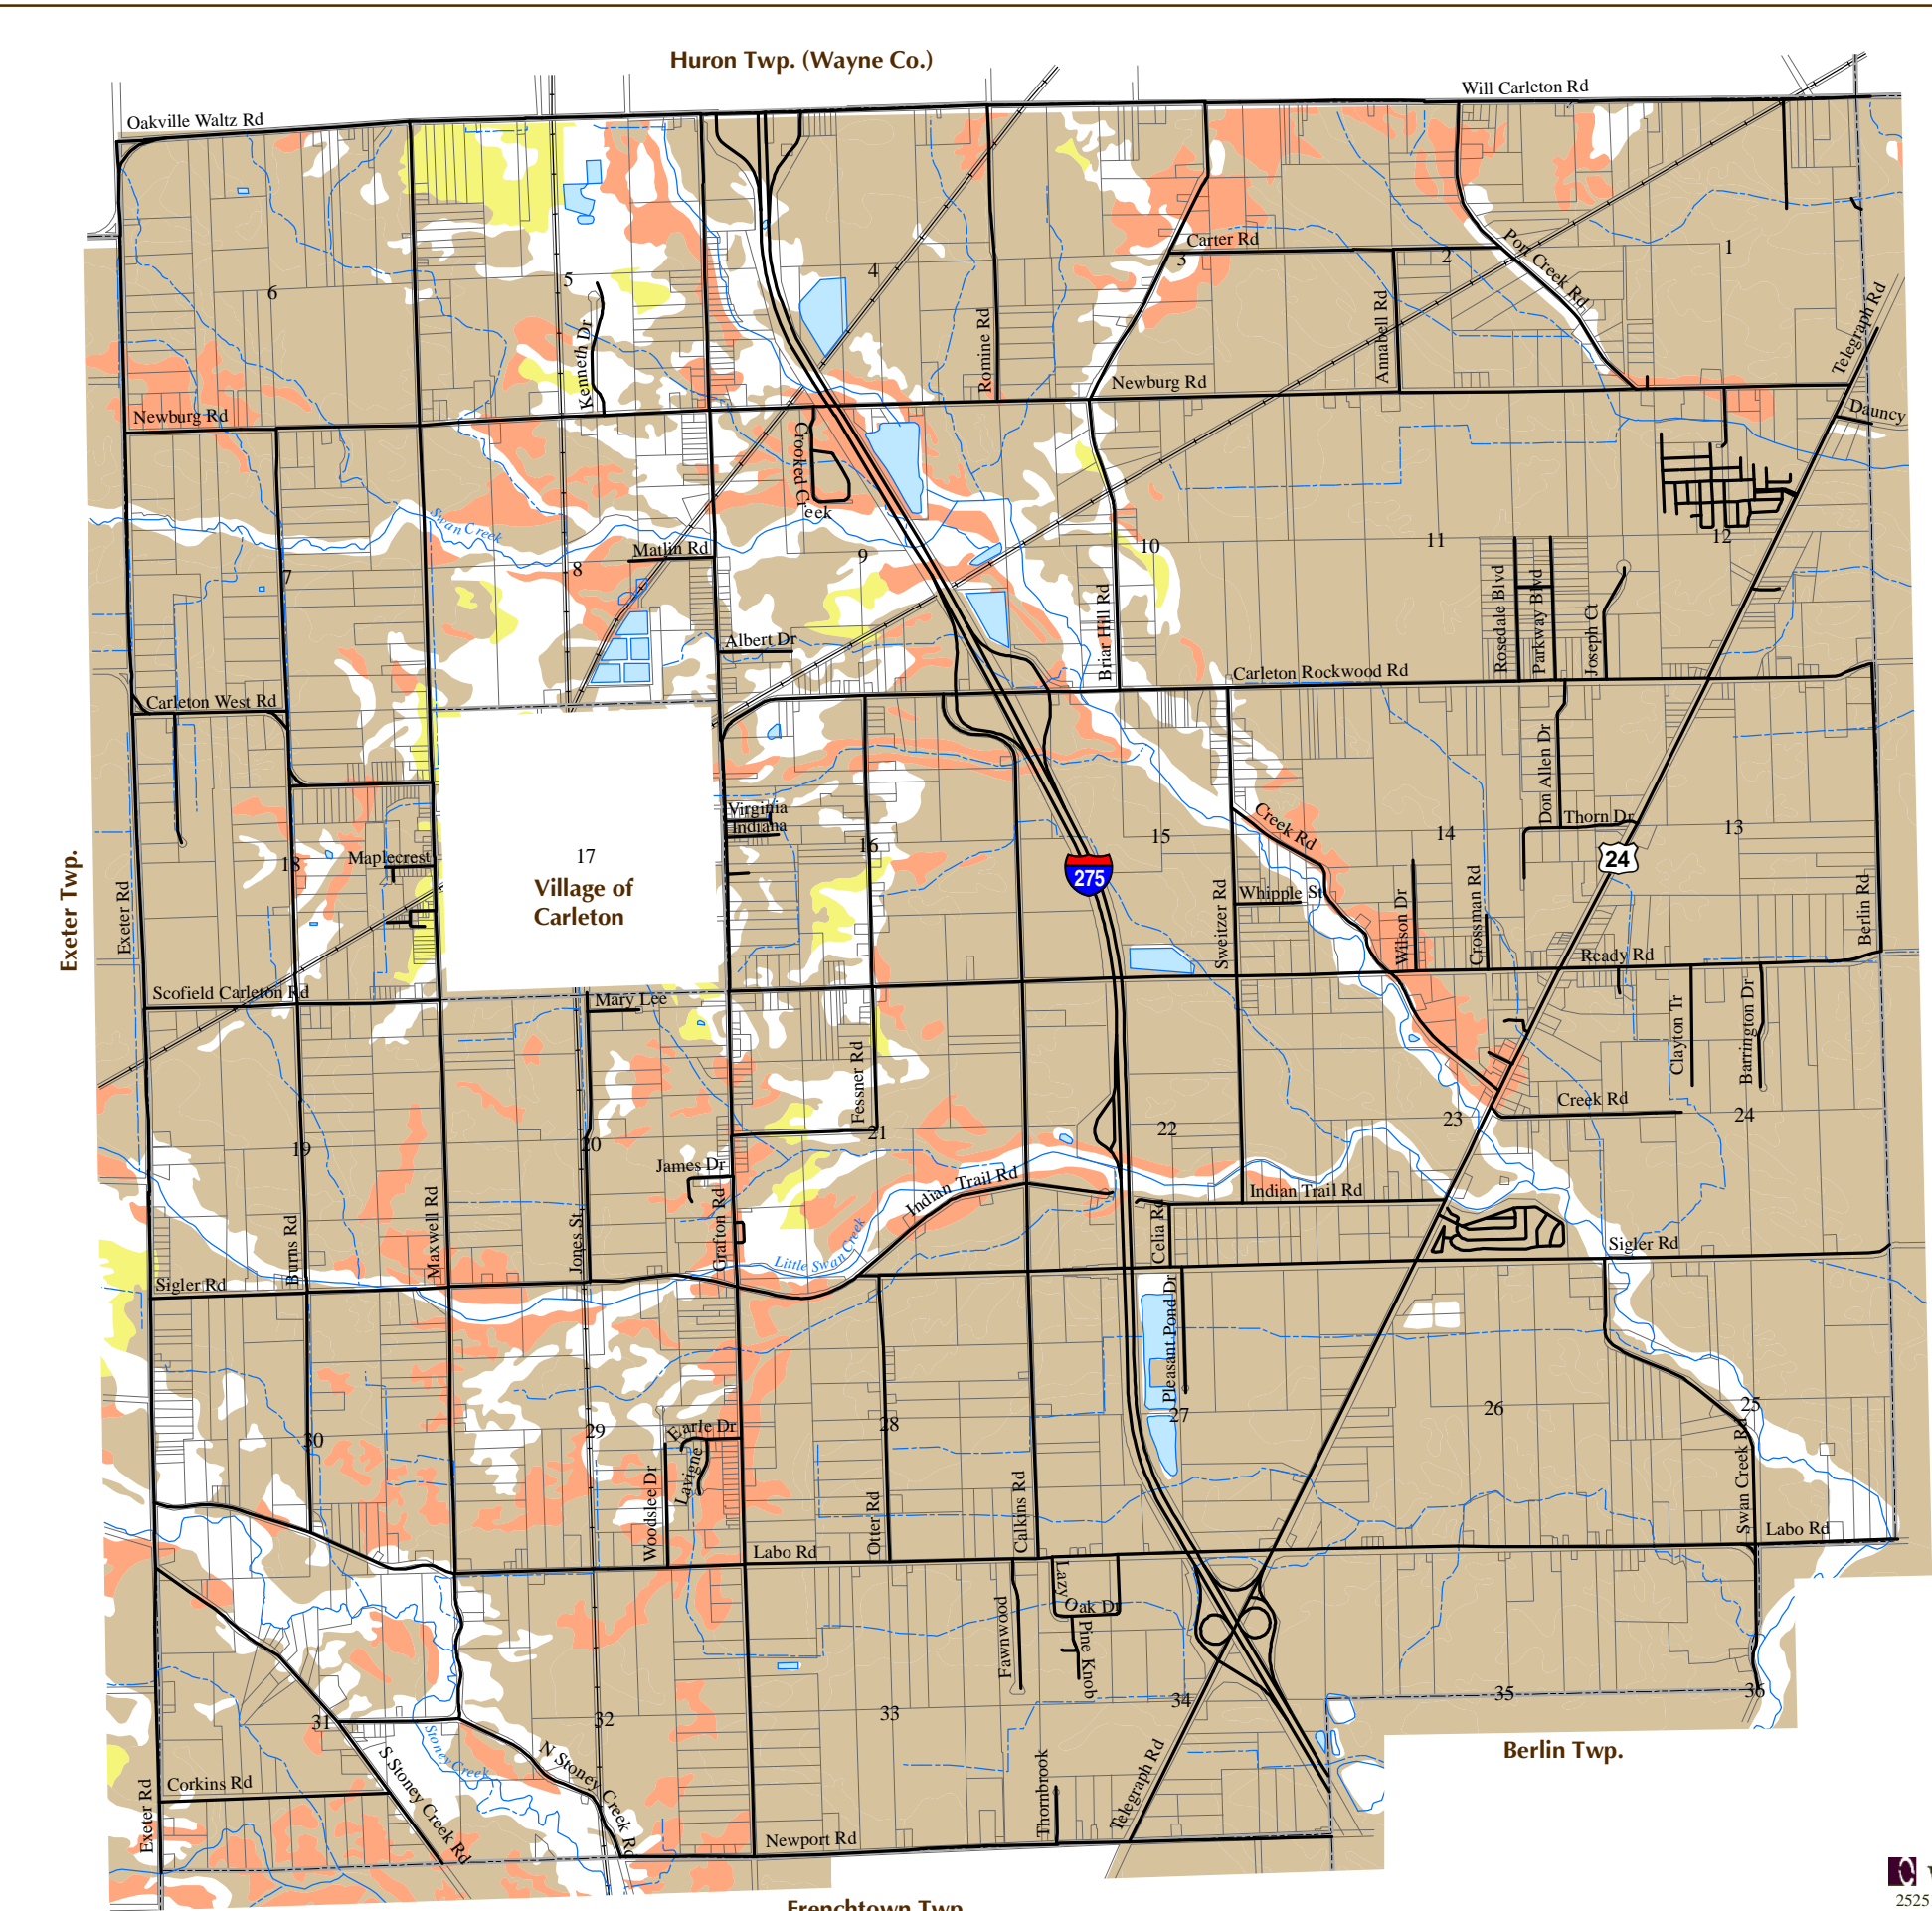 Huron Twp. (Wayne Co.)
Will Carleton Rd
Oakville Waltz Rd
Carter Rd
Port Creek Rd
1
2
3
4
5
6
Kenneth Dr
Romine Rd
Annabell Rd
Telegraph Rd
Newburg Rd
Newburg Rd
Dauncy
Crooked Creek
Swan Creek
Matlin Rd
7
8
9
10
11
12
Albert Dr
Briar Hill Rd
Rosedale Blvd
Parkway Blvd
Joseph Ct
Carleton Rockwood Rd
Carleton West Rd
Don Allen Dr
Virginia
Indiana
Creek Rd
Thorn Dr
Maplecrest
18
17
16
15
14
13
Village of
Carleton
275
24
Exeter Twp.
Exeter Rd
Whipple St
Sweitzer Rd
Wilson Dr
Crossman Rd
Berlin Rd
Ready Rd
Scofield Carleton Rd
Mary Lee
Clayton Tr
Barrington Dr
Fessner Rd
Creek Rd
19
20
21
22
23
24
James Dr
Indian Trail Rd
Indian Trail Rd
Burns Rd
Maxwell Rd
Jones St.
Grafton Rd
Little Swan Creek
Celia Rd
Sigler Rd
Sigler Rd
Pleasant Pond Dr
30
29
28
27
26
25
Earle Dr
Lavigne
Woodslee Dr
Otter Rd
Calkins Rd
Swan Creek Rd
Labo Rd
Labo Rd
Lazy Oak Dr
Fawnwood
Pine Knob
31
32
33
34
35
36
Stoney Creek
N Stoney Creek Rd
S Stoney Creek Rd
Berlin Twp.
Corkins Rd
Exeter Rd
Thornbrook
Telegraph Rd
Newport Rd
Frenchtown Twp.
2525